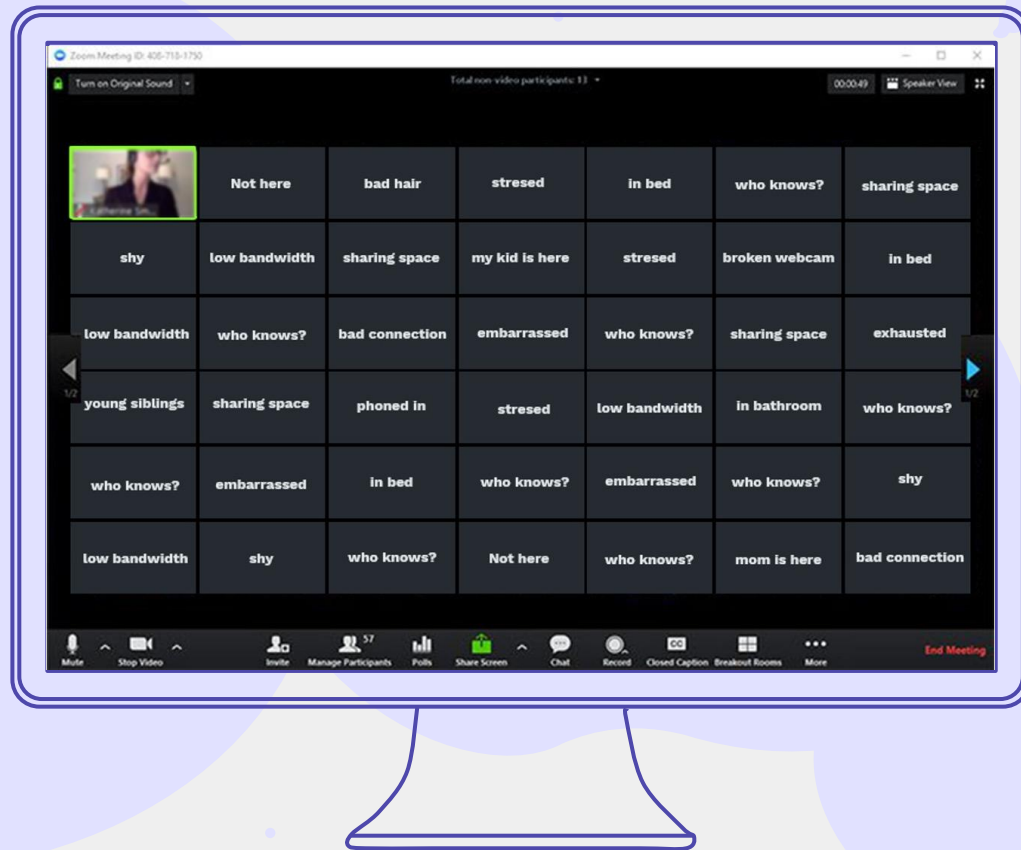 Zoom Meeting ID: 408-718-1750
Turn on Original Sound
Total non-video participants: 13
00:00:49
Speaker View
Not here
bad hair
stresed
in bed
who knows?
sharing space
shy
low bandwidth
sharing space
my kid is here
stresed
broken webcam
in bed
low bandwidth
who knows?
bad connection
embarrassed
who knows?
sharing space
exhausted
1/2
1/2
young siblings
sharing space
phoned in
stresed
low bandwidth
in bathroom
who knows?
who knows?
embarrassed
in bed
who knows?
embarrassed
who knows?
shy
low bandwidth
shy
who knows?
Not here
who knows?
mom is here
bad connection
Mute
Stop Video
Invite
57
Manage Participants
Polls
Share Screen
Chat
Record
CC
Closed Caption
Breakout Rooms
More
End Meeting